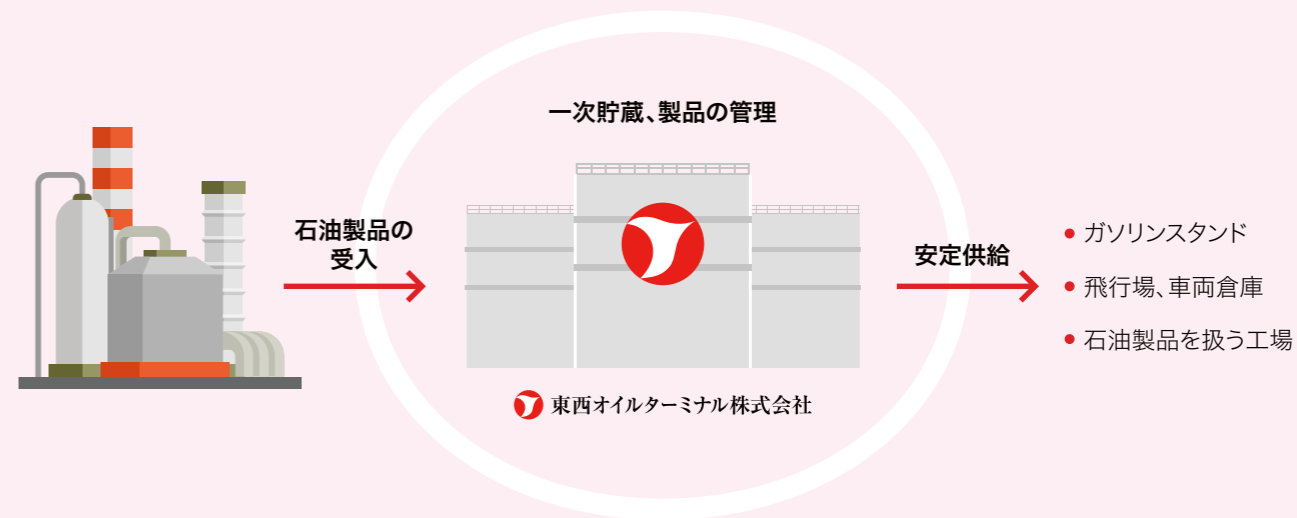 一次貯蔵、製品の管理
石油製品の
受入
東西オイルターミナル株式会社
安定供給
• ガソリンスタンド
• 飛行場、車両倉庫
• 石油製品を扱う工場